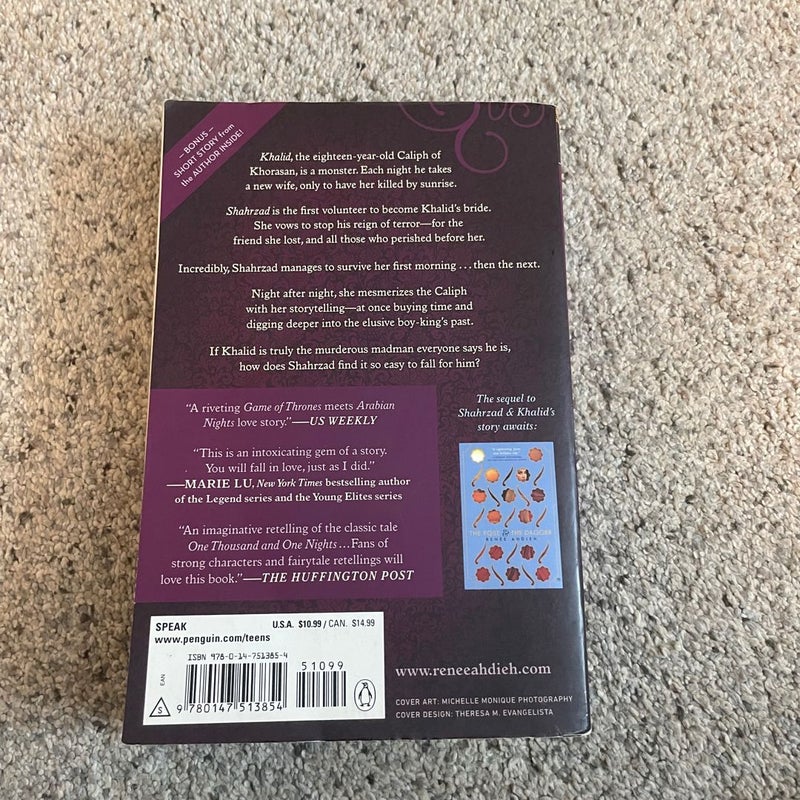 – BONUS –
SHORT STORY from
the AUTHOR INSIDE!
Khalid, the eighteen-year-old Caliph of
Khorasan, is a monster. Each night he takes
a new wife, only to have her killed by sunrise.
Shahrzad is the first volunteer to become Khalid's bride.
She vows to stop his reign of terror—for the
friend she lost, and all those who perished before her.
Incredibly, Shahrzad manages to survive her first morning . . . then the next.
Night after night, she mesmerizes the Caliph
with her storytelling—at once buying time and
digging deeper into the elusive boy-king's past.
If Khalid is truly the murderous madman everyone says he is,
how does Shahrzad find it so easy to fall for him?
“A riveting Game of Thrones meets Arabian
Nights love story.”—US WEEKLY
“This is an intoxicating gem of a story.
You will fall in love, just as I did.”
—MARIE LU, New York Times bestselling author
of the Legend series and the Young Elites series
“An imaginative retelling of the classic tale
One Thousand and One Nights . . . Fans of
strong characters and fairytale retellings will
love this book.”—THE HUFFINGTON POST
The sequel to
Shahrzad & Khalid's
story awaits:
THE ROSE & THE DAGGER
RENÉE AHDIEH
SPEAK
U.S.A. $10.99 / CAN. $14.99
www.penguin.com/teens
ISBN 978-0-14-751385-4
51099
EAN
S
9 780147 513854
www.reneeahdieh.com
COVER ART: MICHELLE MONIQUE PHOTOGRAPHY
COVER DESIGN: THERESA M. EVANGELISTA